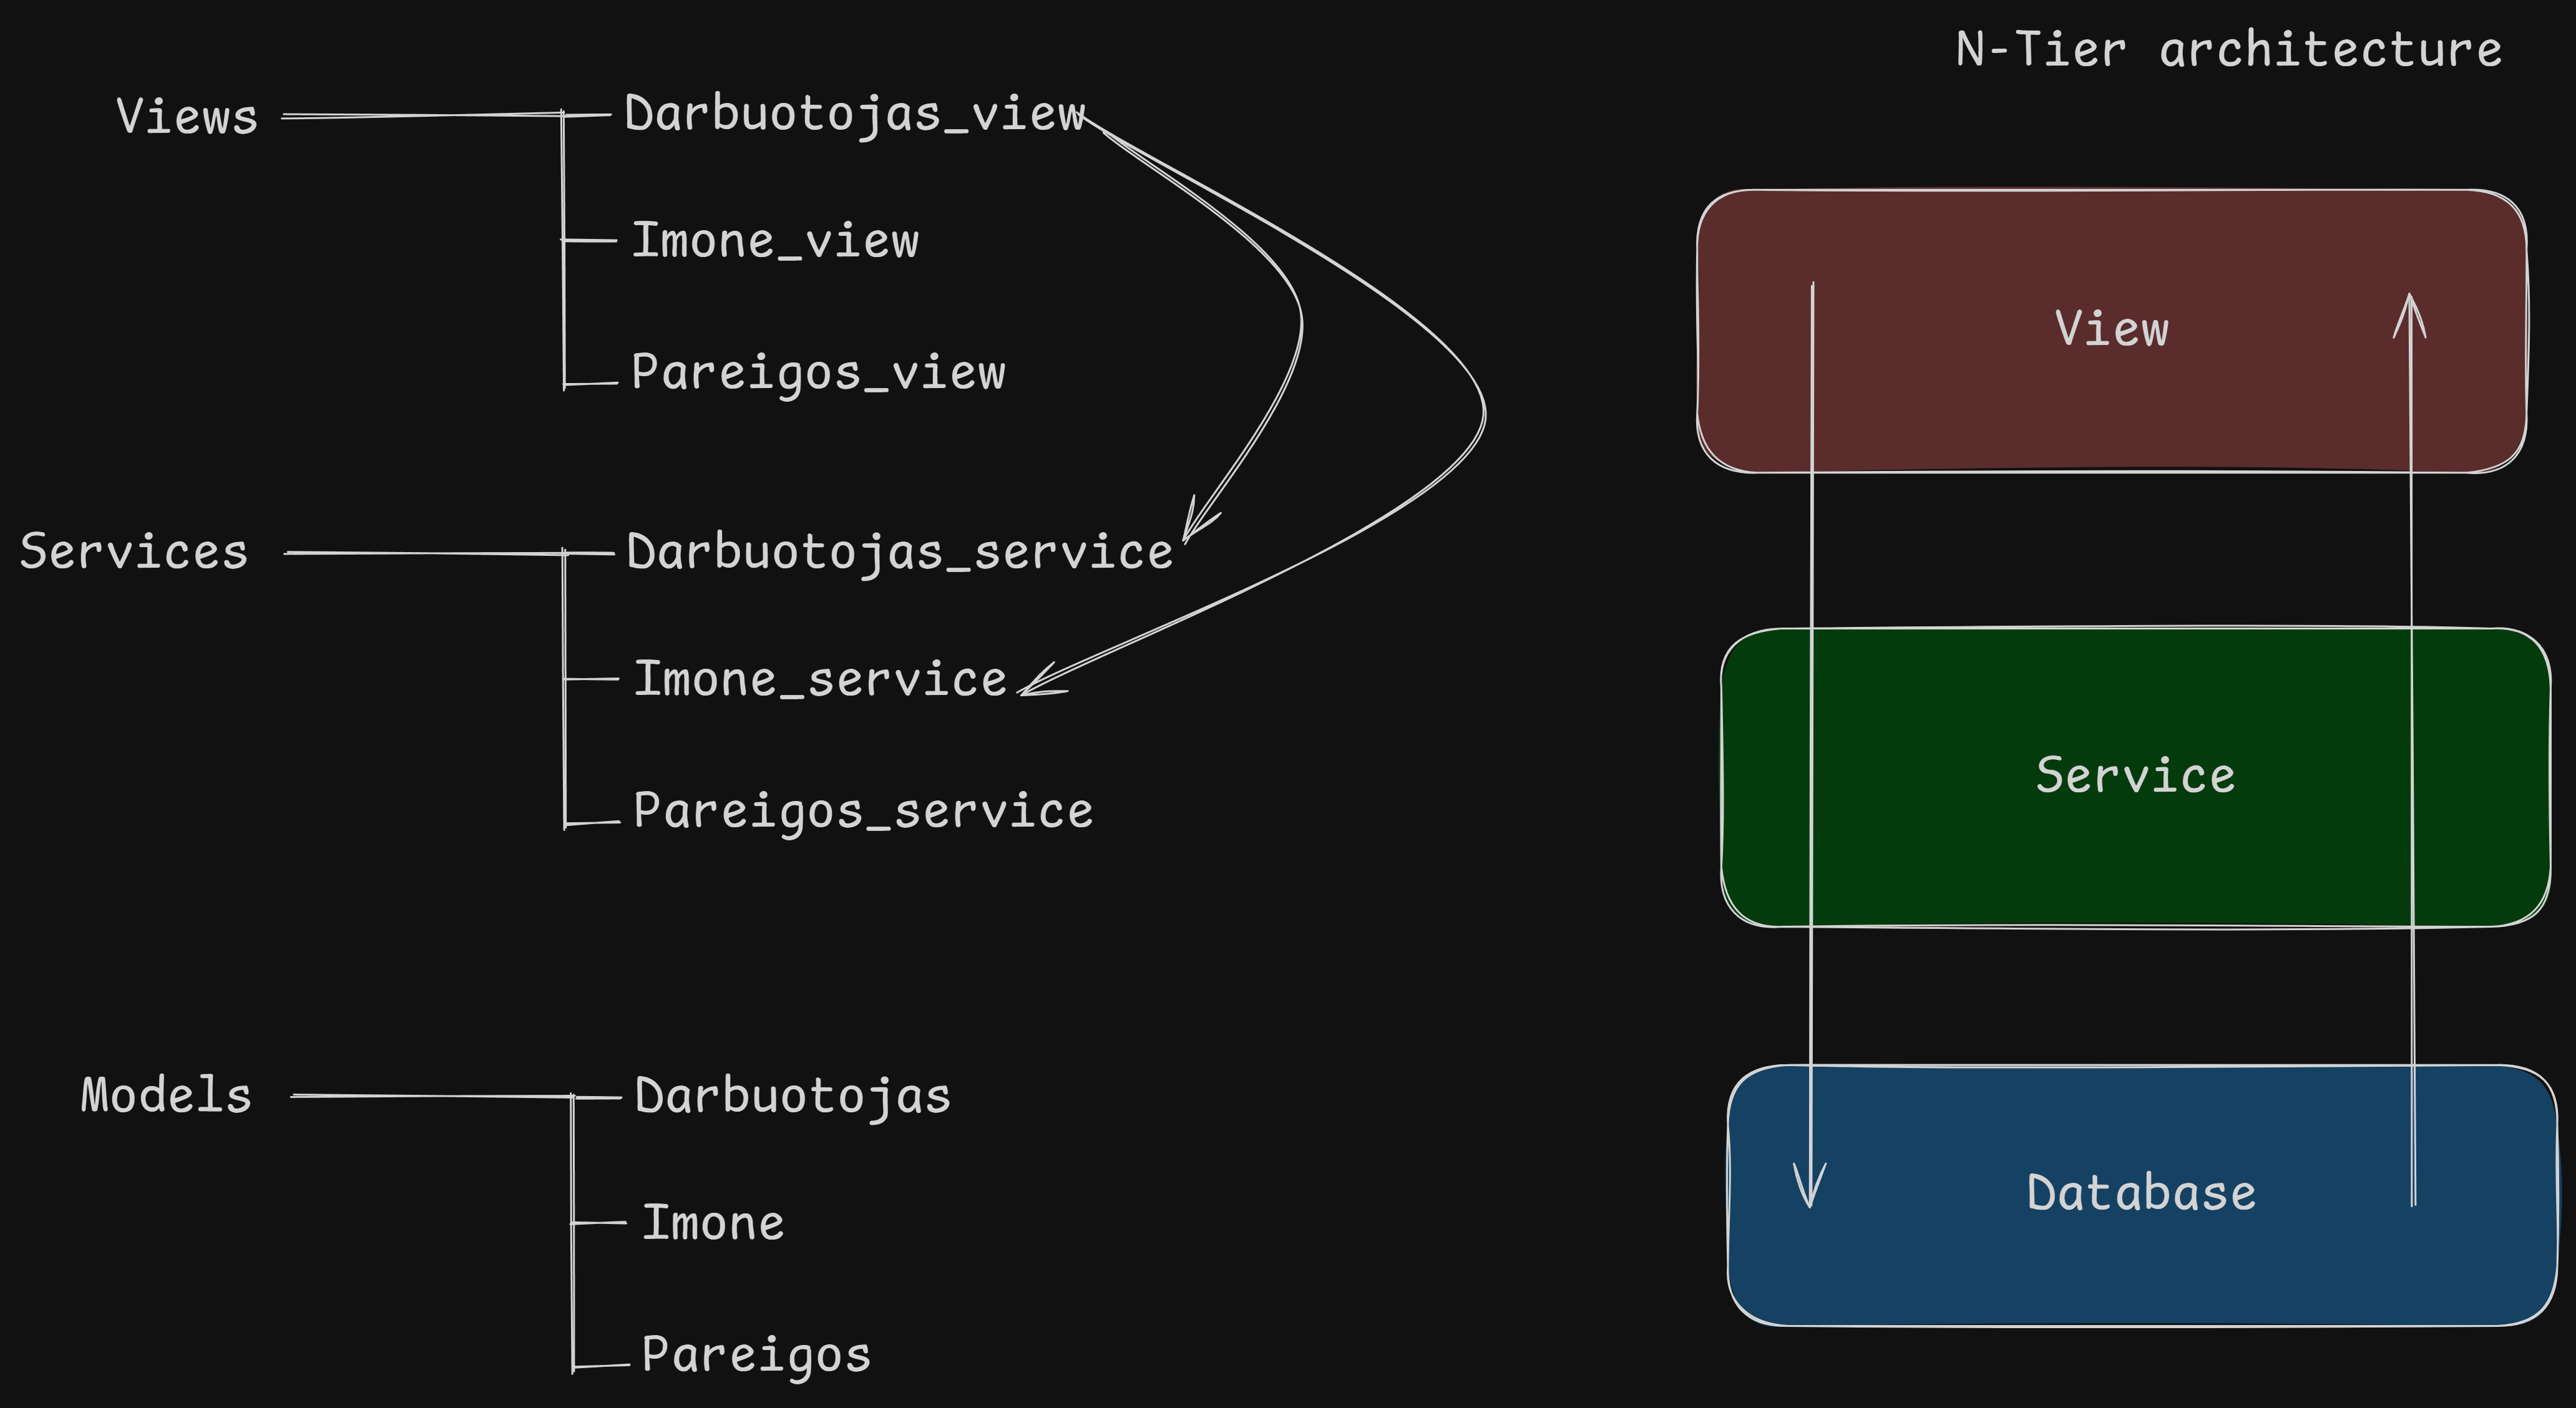 N-Tier architecture
Views
Darbuotojas_view
Imone_view
Pareigos_view
Services
Darbuotojas_service
Imone_service
Pareigos_service
Models
Darbuotojas
Imone
Pareigos
View
Service
Database